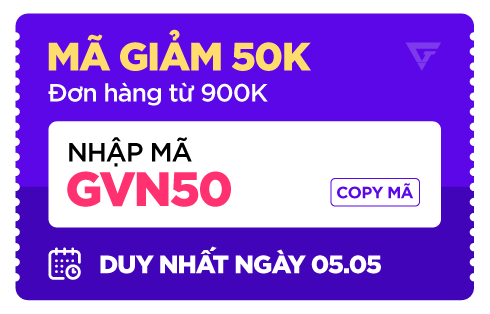 MÃ GIẢM 50K
Đơn hàng từ 900K
NHẬP MÃ
GVN50
COPY MÃ
DUY NHẤT NGÀY 05.05